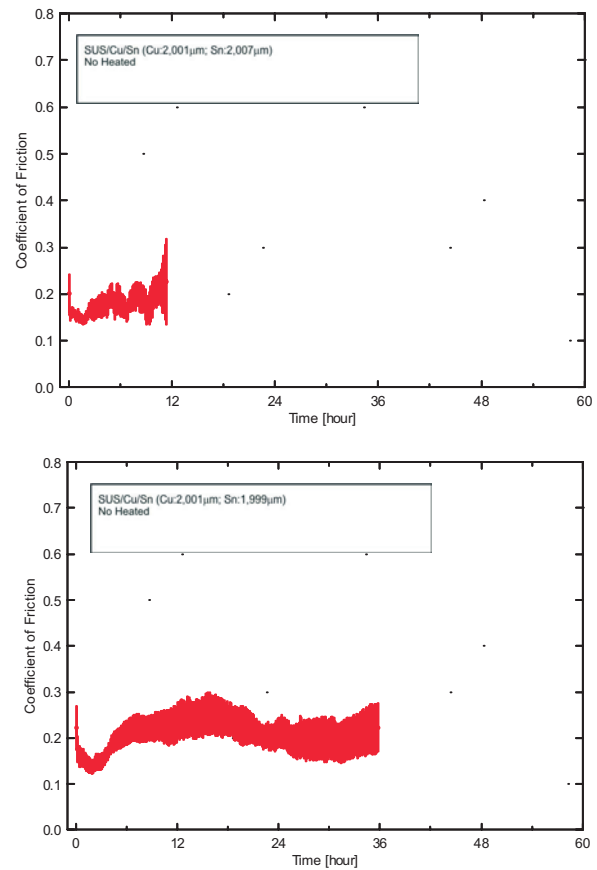 0.8
SUS/Cu/Sn (Cu:2,001μm; Sn:2,007μm)
No Heated
0.7
0.6
0.5
0.4
0.3
0.2
0.1
0.0
Coefficient of Friction
0 12 24 36 48 60
Time [hour]
0.8
SUS/Cu/Sn (Cu:2,001μm; Sn:1,999μm)
No Heated
0.7
0.6
0.5
0.4
0.3
0.2
0.1
0.0
Coefficient of Friction
0 12 24 36 48 60
Time [hour]